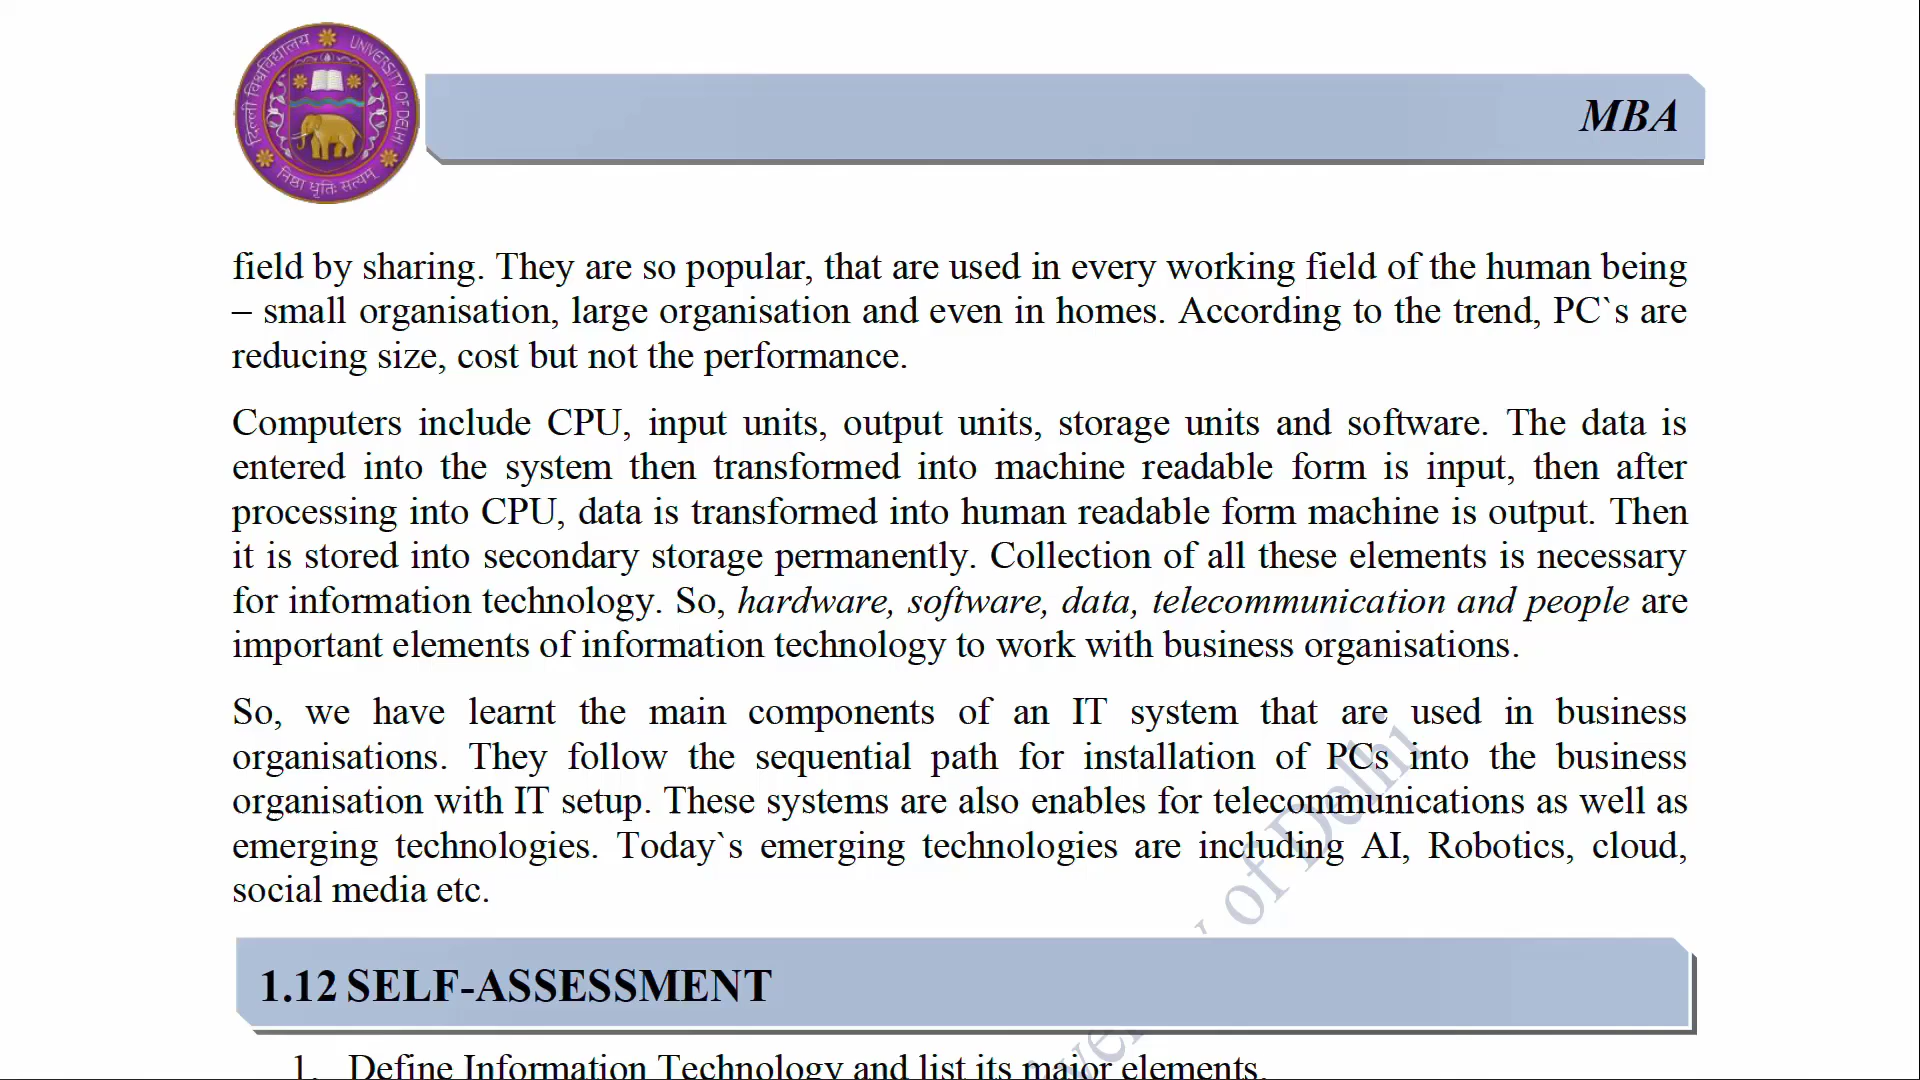 दिल्ली विश्वविद्यालय
UNIVERSITY OF DELHI
निष्ठा धृतिः सत्यम्
MBA
field by sharing. They are so popular, that are used in every working field of the human being
– small organisation, large organisation and even in homes. According to the trend, PC`s are
reducing size, cost but not the performance.
Computers include CPU, input units, output units, storage units and software. The data is
entered into the system then transformed into machine readable form is input, then after
processing into CPU, data is transformed into human readable form machine is output. Then
it is stored into secondary storage permanently. Collection of all these elements is necessary
for information technology. So, hardware, software, data, telecommunication and people are
important elements of information technology to work with business organisations.
So, we have learnt the main components of an IT system that are used in business
organisations. They follow the sequential path for installation of PCs into the business
organisation with IT setup. These systems are also enables for telecommunications as well as
emerging technologies. Today`s emerging technologies are including AI, Robotics, cloud,
social media etc.
of Delhi
1.12 SELF-ASSESSMENT
1. Define Information Technology and list its major elements.